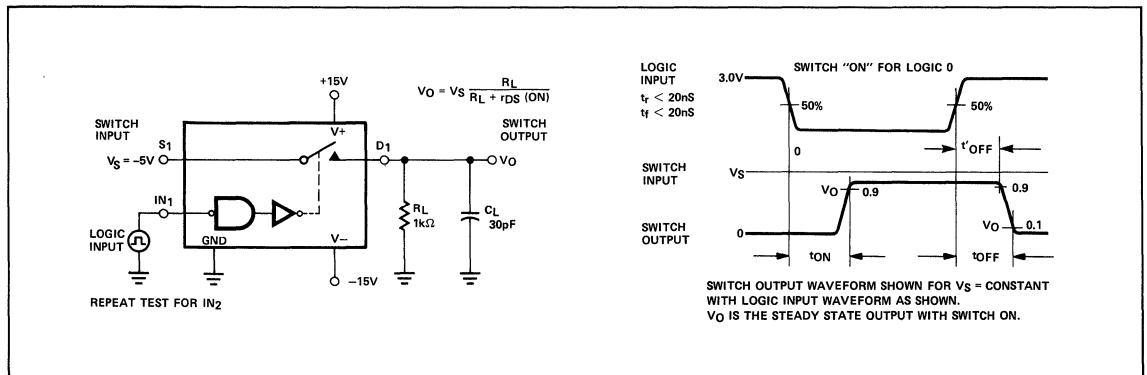 +15V
VO = VS RL / RL + rDS (ON)
SWITCH INPUT
SWITCH OUTPUT
V+
S1
D1
VS = −5V
VO
IN1
RL
1kΩ
CL
30pF
LOGIC INPUT
GND
V−
−15V
REPEAT TEST FOR IN2
LOGIC INPUT
tr < 20nS
tf < 20nS
3.0V
SWITCH "ON" FOR LOGIC 0
50%
50%
0
t'OFF
SWITCH INPUT
VS
VO
0.9
0.9
VO
0.1
SWITCH OUTPUT
0
tON
tOFF
SWITCH OUTPUT WAVEFORM SHOWN FOR VS = CONSTANT
WITH LOGIC INPUT WAVEFORM AS SHOWN.
VO IS THE STEADY STATE OUTPUT WITH SWITCH ON.